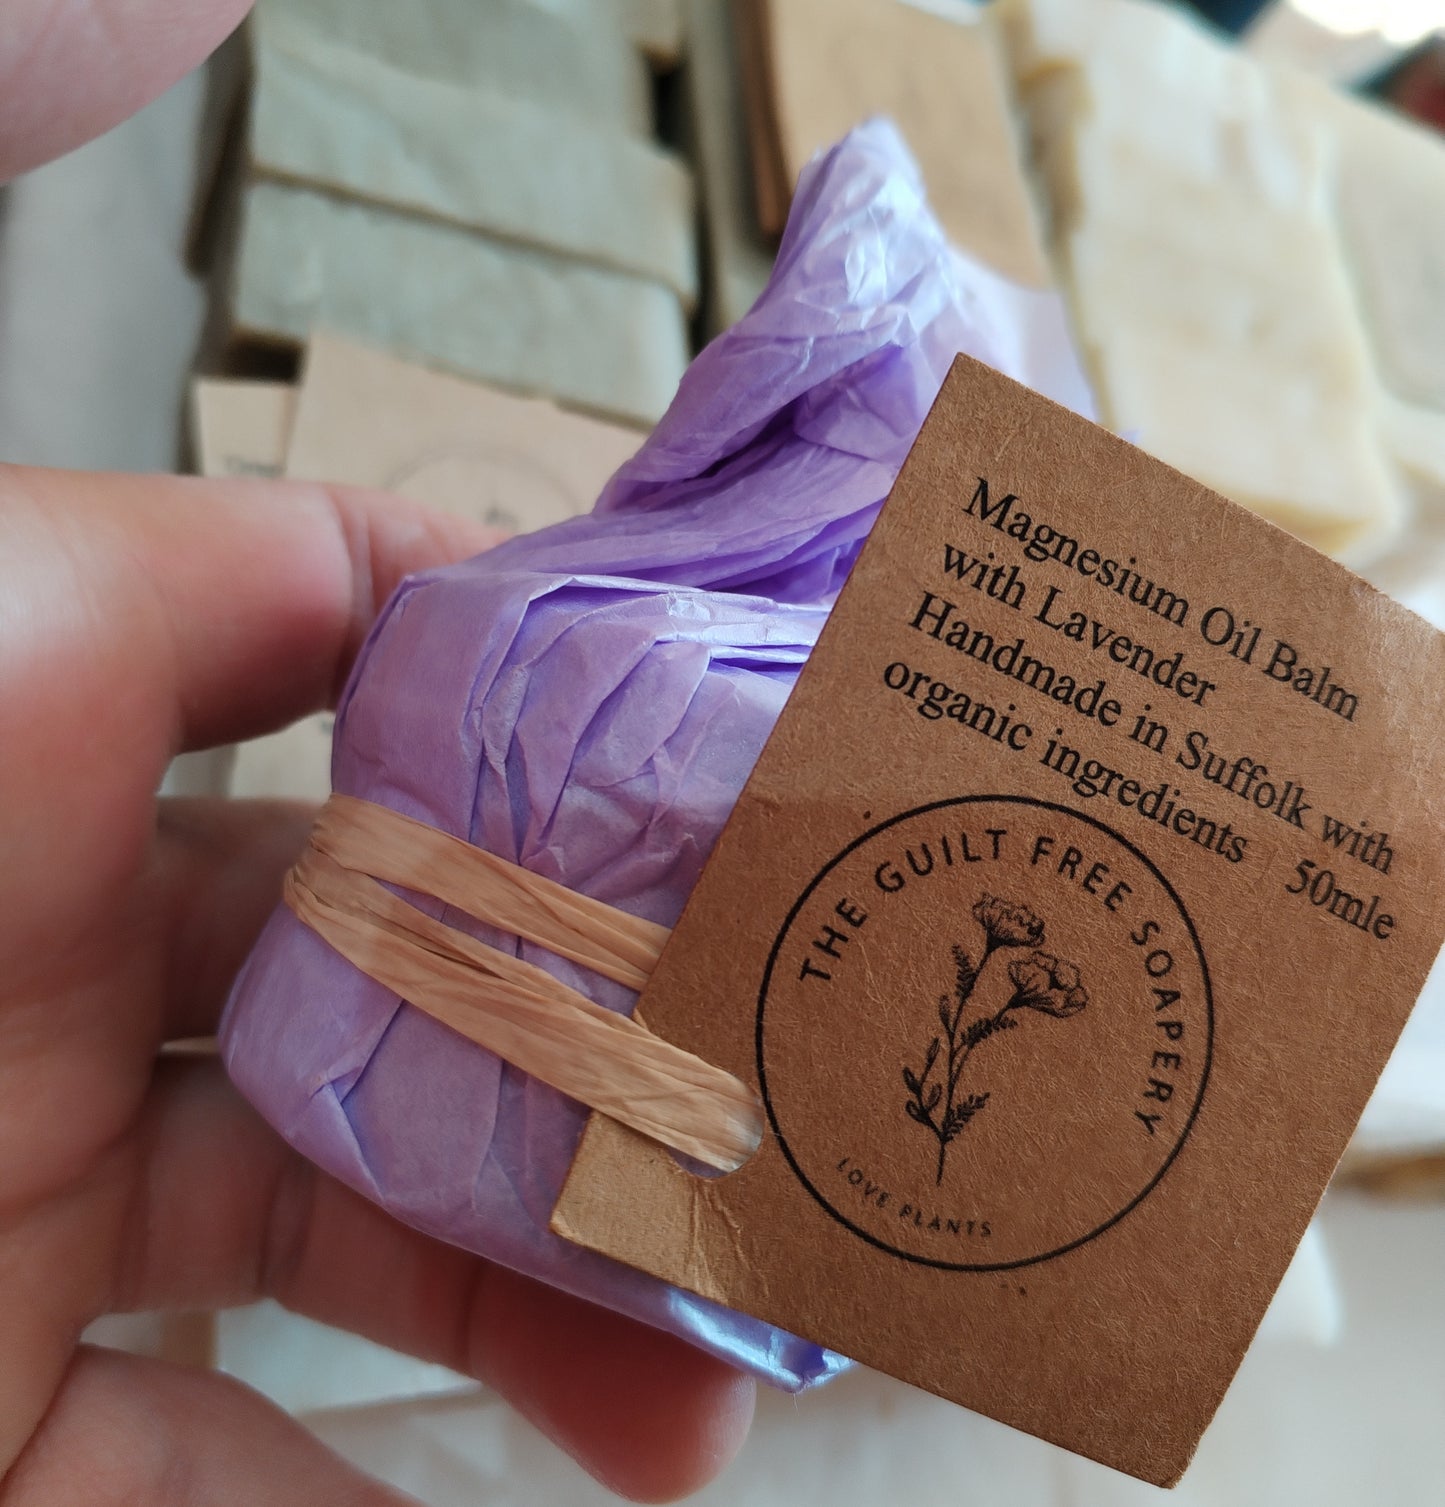 Magnesium Oil Balm
with Lavender
Handmade in Suffolk with
organic ingredients 50mle
THE GUILT FREE SOAPERY
LOVE PLANTS